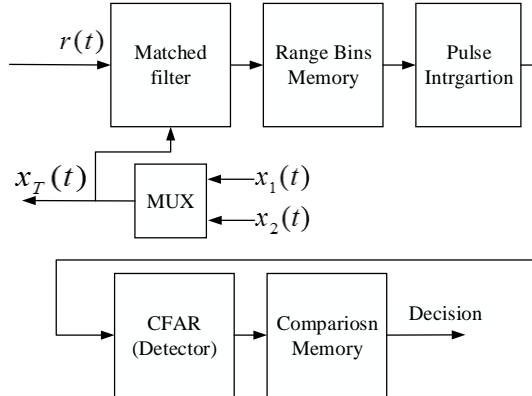 r(t)
Matched
filter
Range Bins
Memory
Pulse
Intrgartion
x_T(t)
MUX
x_1(t)
x_2(t)
CFAR
(Detector)
Compariosn
Memory
Decision